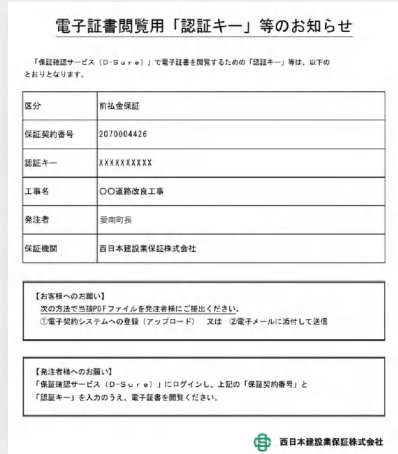 電子証書閲覧用「認証キー」等のお知らせ
「保証確認サービス（D-Sure）」で電子証書を閲覧するための「認証キー」等は、以下の
とおりとなります。
区分 前払金保証
保証契約番号 2070004426
認証キー XXXXXXXXXX
工事名 〇〇道路改良工事
発注者 愛南町長
保証機関 西日本建設業保証株式会社
【お客様へのお願い】
次の方法で当該PDFファイルを発注者様にご提出ください。
①電子契約システムへの登録（アップロード） 又は ②電子メールに添付して送信
【発注者様へのお願い】
「保証確認サービス（D-Sure）」にログインし、上記の「保証契約番号」と
「認証キー」を入力のうえ、電子証書を閲覧ください。
西日本建設業保証株式会社